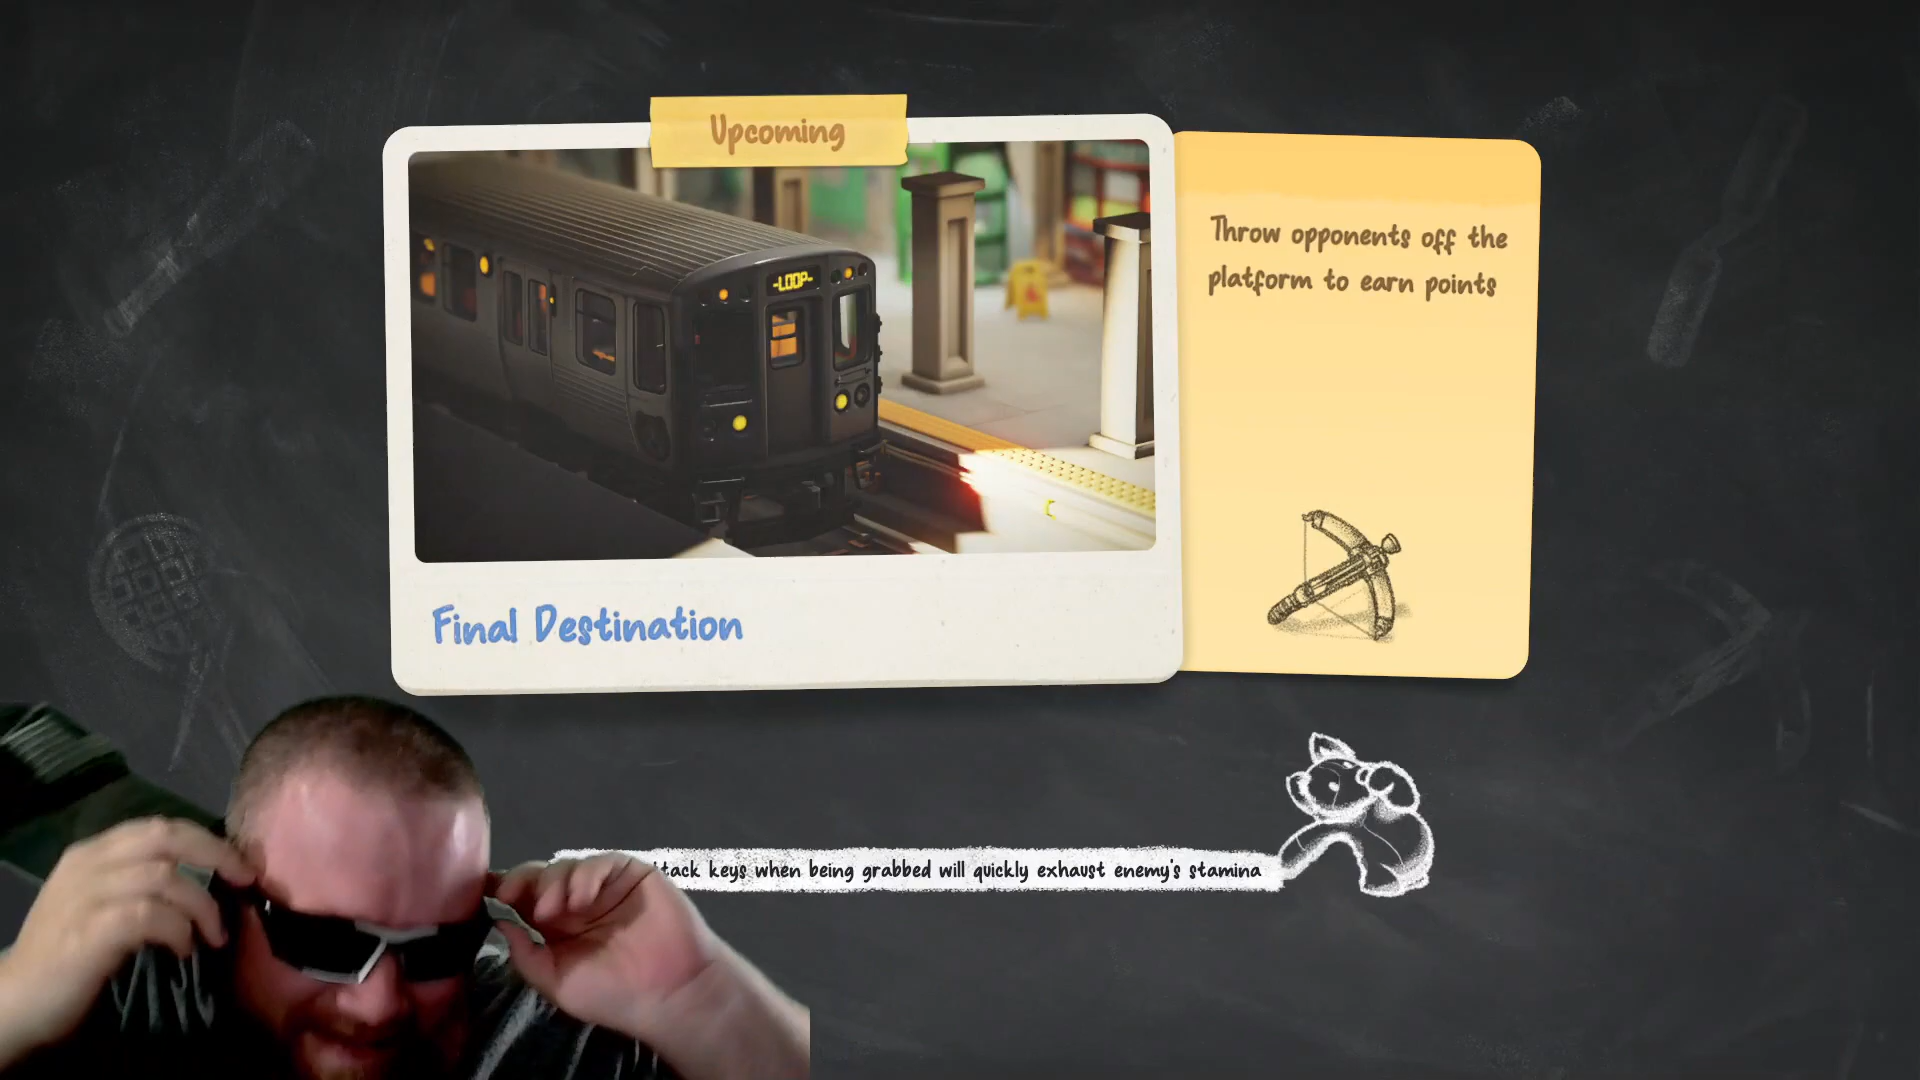 Upcoming
-LOOP-
Throw opponents off the
platform to earn points
Final Destination
keys when being grabbed will quickly exhaust enemy's stamina